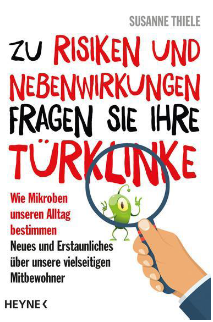 SUSANNE THIELE
ZU RISIKEN UND
NEBENWIRKUNGEN
FRAGEN SIE IHRE
TÜRKLINKE
Wie Mikroben
unseren Alltag
bestimmen
Neues und Erstaunliches
über unsere vielseitigen
Mitbewohner
HEYNE